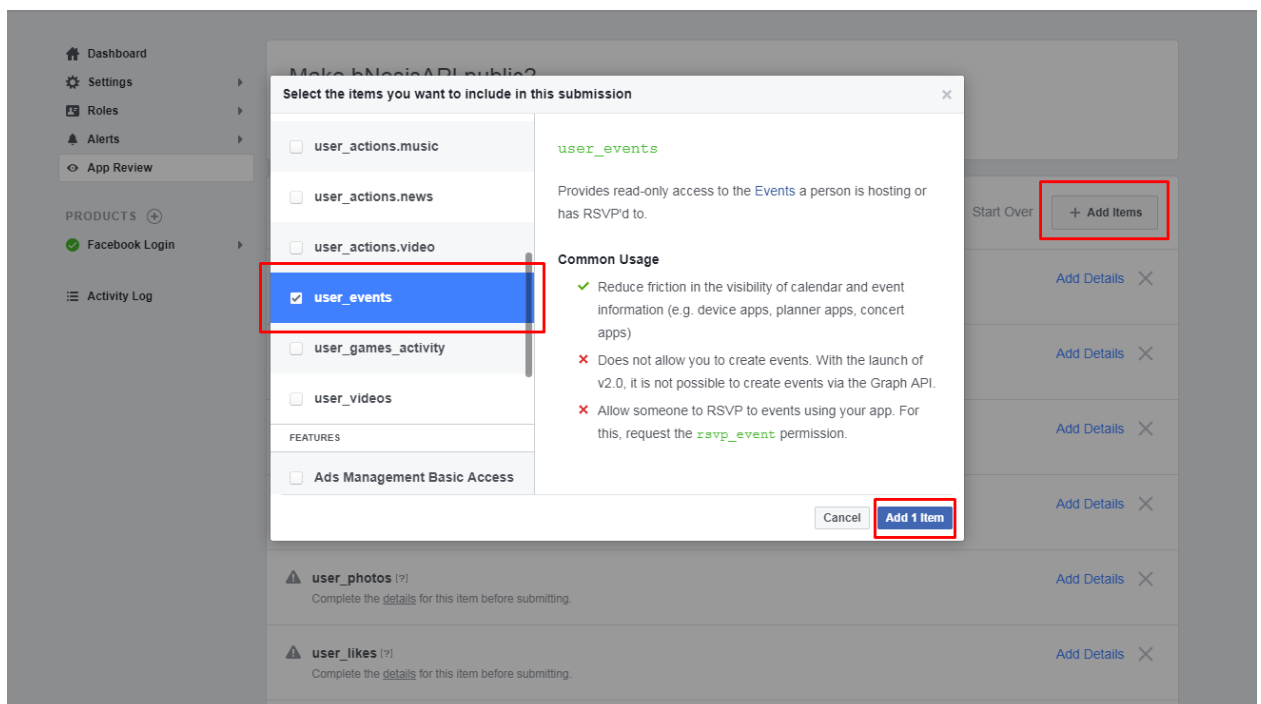 Dashboard
Settings
Roles
Alerts
App Review
PRODUCTS
Facebook Login
Activity Log
Make bNesisAPI public?
Select the items you want to include in this submission
user_actions.music
user_actions.news
user_actions.video
user_events
user_games_activity
user_videos
FEATURES
Ads Management Basic Access
user_events
Provides read-only access to the Events a person is hosting or
has RSVP'd to.
Common Usage
Reduce friction in the visibility of calendar and event
information (e.g. device apps, planner apps, concert
apps)
Does not allow you to create events. With the launch of
v2.0, it is not possible to create events via the Graph API.
Allow someone to RSVP to events using your app. For
this, request the rsvp_event permission.
Cancel
Add 1 Item
Start Over
+ Add Items
Add Details
Add Details
Add Details
Add Details
user_photos [?]
Complete the details for this item before submitting.
Add Details
user_likes [?]
Complete the details for this item before submitting.
Add Details